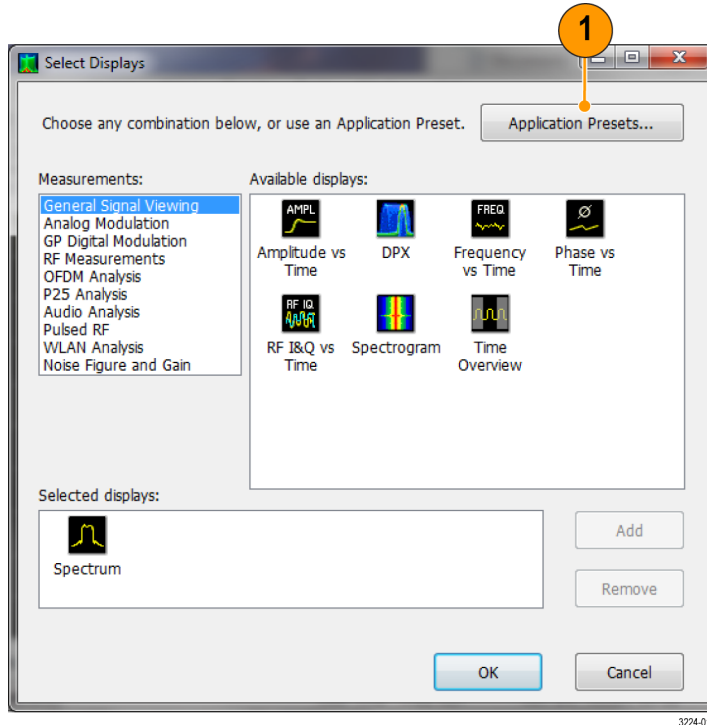 1
Select Displays
Choose any combination below, or use an Application Preset.
Application Presets...
Measurements:
General Signal Viewing
Analog Modulation
GP Digital Modulation
RF Measurements
OFDM Analysis
P25 Analysis
Audio Analysis
Pulsed RF
WLAN Analysis
Noise Figure and Gain
Available displays:
AMPL
Amplitude vs
Time
DPX
FREQ
Frequency
vs Time
Ø
Phase vs
Time
RF IQ
RF I&Q vs
Time
Spectrogram
Time
Overview
Selected displays:
Spectrum
Add
Remove
OK
Cancel